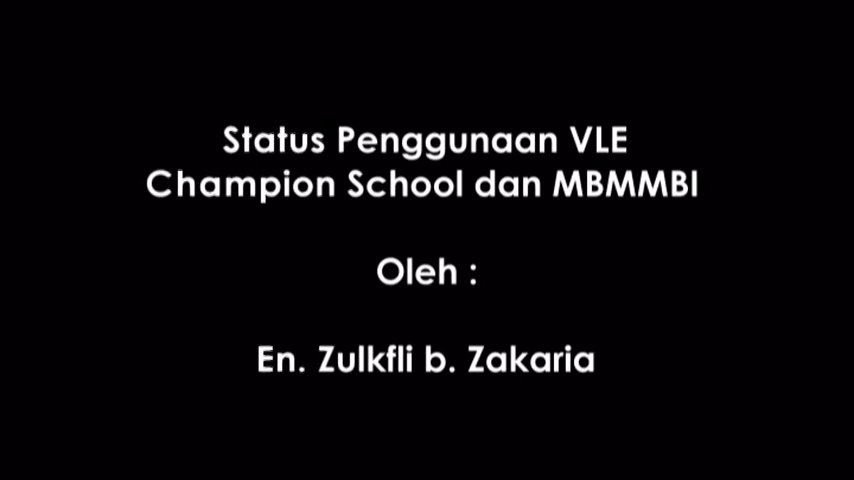 Status Penggunaan VLE
Champion School dan MBMMBI
Oleh :
En. Zulkfli b. Zakaria